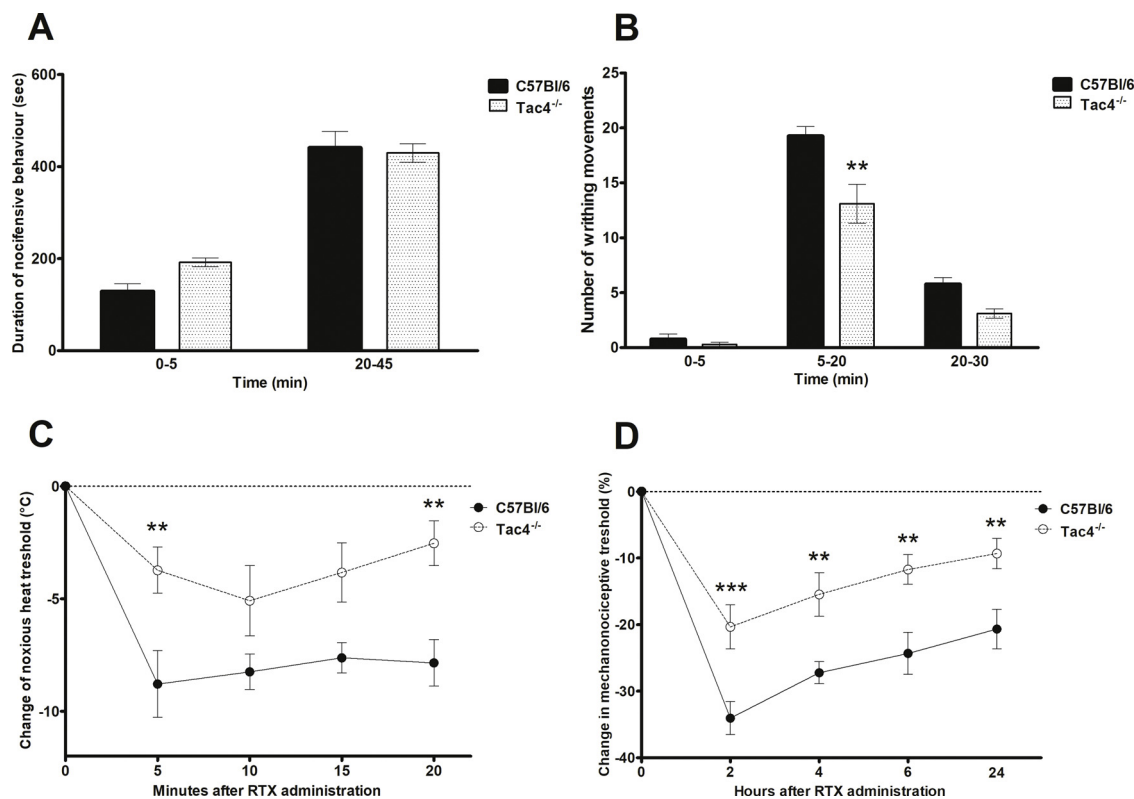 A
Duration of nocifensive behaviour (sec)
600
400
200
0
0-5
20-45
Time (min)
C57Bl/6
Tac4-/-
B
Number of writhing movements
25
20
15
10
5
0
**
0-5
5-20
20-30
Time (min)
C57Bl/6
Tac4-/-
C
Change of noxious heat treshold (°C)
0
-5
-10
**
**
0
5
10
15
20
Minutes after RTX administration
C57Bl/6
Tac4-/-
D
Change in mechanonociceptive treshold (%)
0
-10
-20
-30
-40
***
**
**
**
0
2
4
6
24
Hours after RTX administration
C57Bl/6
Tac4-/-